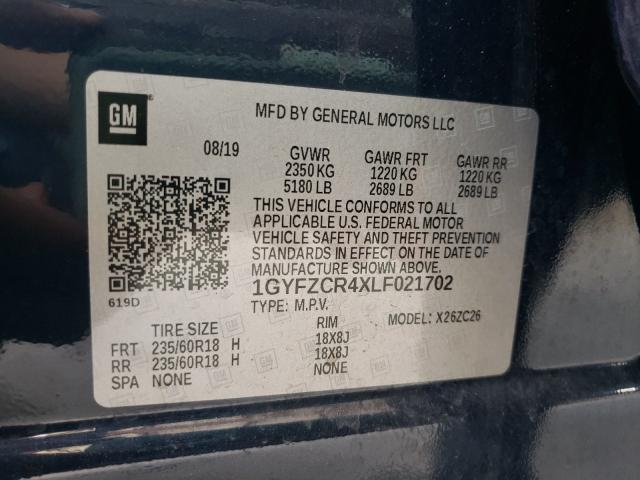 GM
MFD BY GENERAL MOTORS LLC
08/19 GVWR GAWR FRT GAWR RR
2350 KG 1220 KG 1220 KG
5180 LB 2689 LB 2689 LB
THIS VEHICLE CONFORMS TO ALL
APPLICABLE U.S. FEDERAL MOTOR
VEHICLE SAFETY AND THEFT PREVENTION
STANDARDS IN EFFECT ON THE DATE OF
MANUFACTURE SHOWN ABOVE.
619D 1GYFZCR4XLF021702
TYPE: M.P.V. MODEL: X26ZC26
TIRE SIZE RIM
FRT 235/60R18 H 18X8J
RR 235/60R18 H 18X8J
SPA NONE NONE